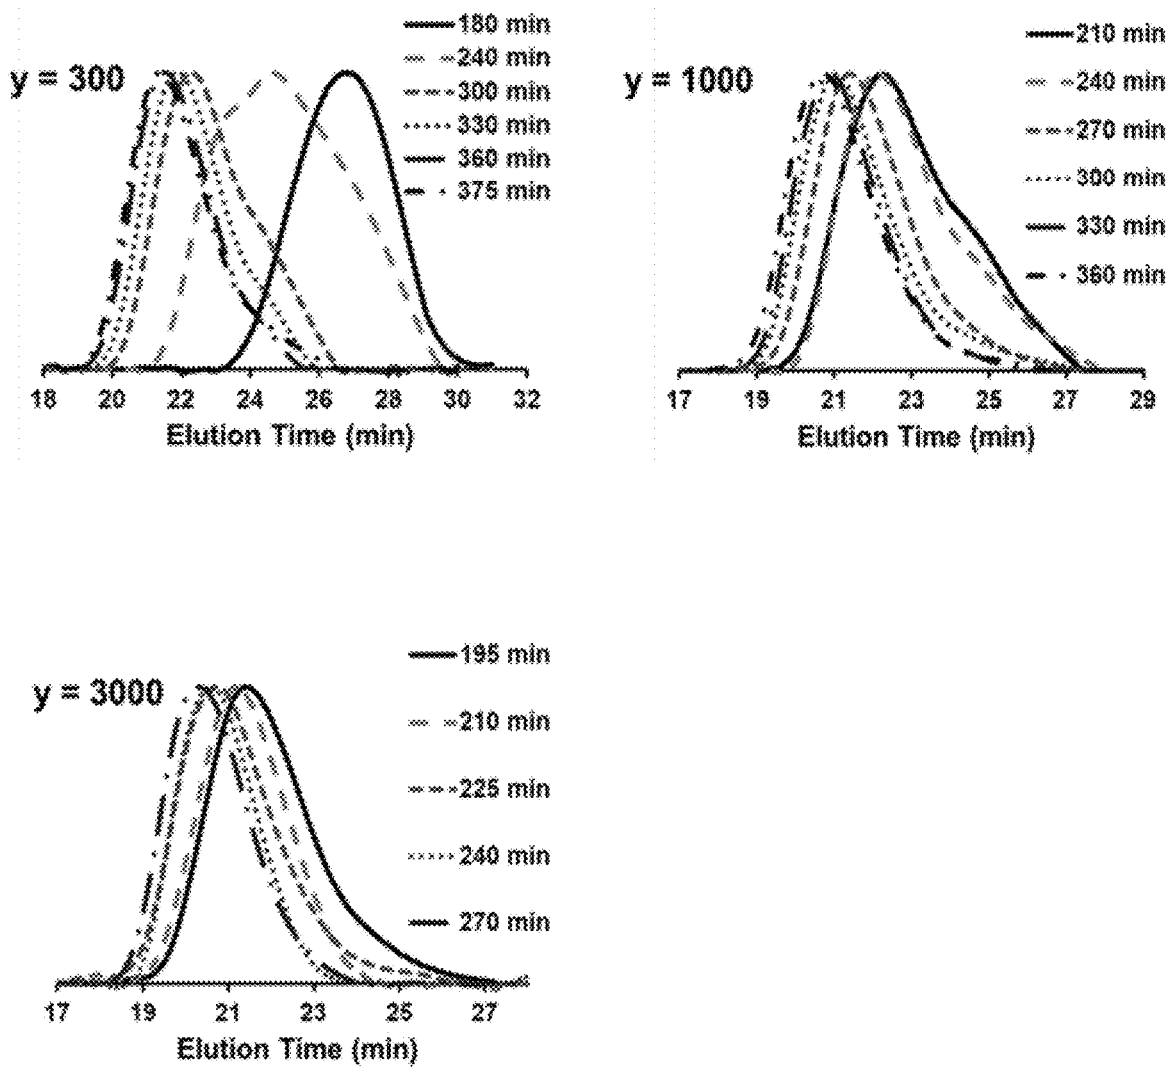 y = 300
180 min
240 min
300 min
330 min
360 min
375 min
18 20 22 24 26 28 30 32
Elution Time (min)
y = 1000
210 min
240 min
270 min
300 min
330 min
360 min
17 19 21 23 25 27 29
Elution Time (min)
y = 3000
195 min
210 min
225 min
240 min
270 min
17 19 21 23 25 27
Elution Time (min)